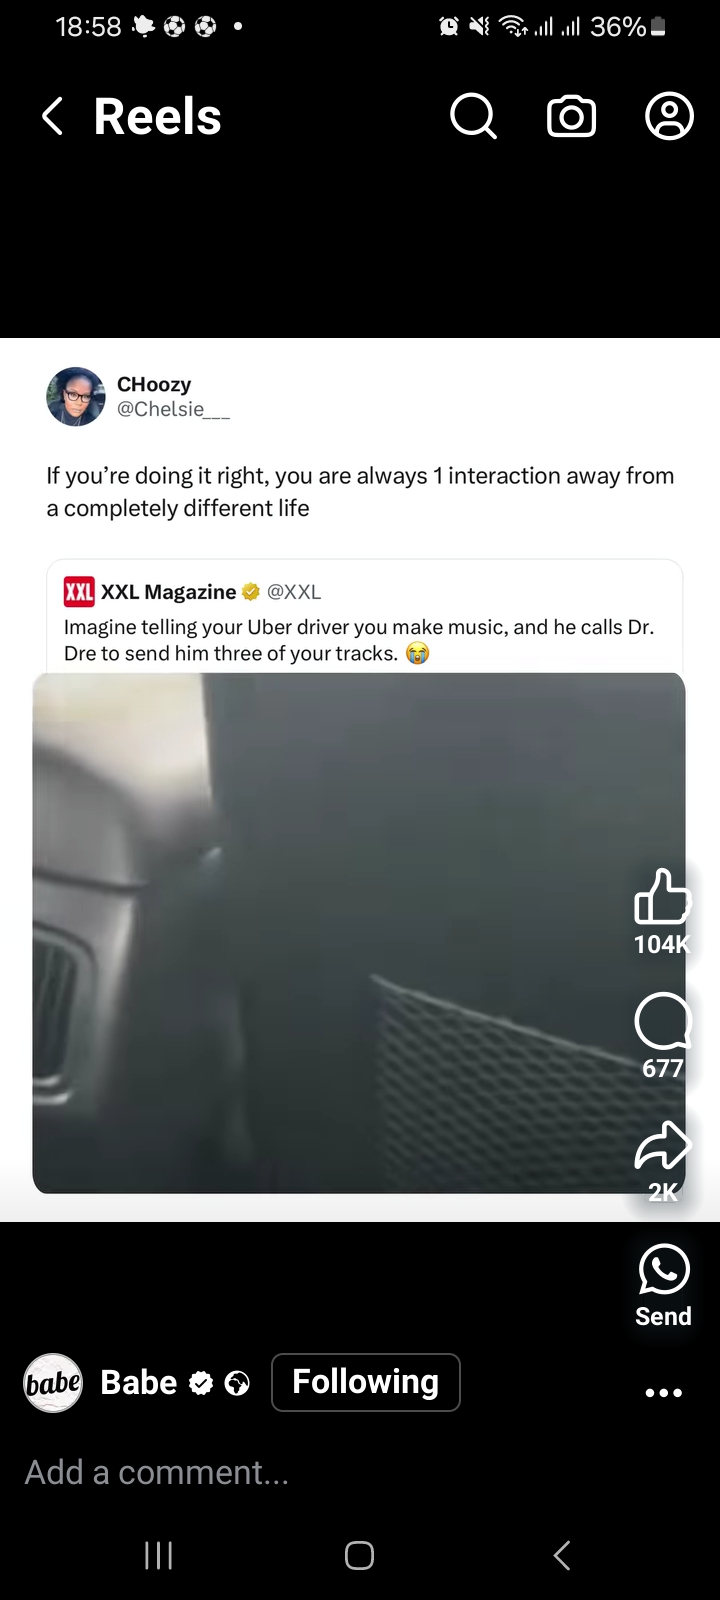 18:58
36%
Reels
CHoozy
@Chelsie___
If you’re doing it right, you are always 1 interaction away from
a completely different life
XXL XXL Magazine @XXL
Imagine telling your Uber driver you make music, and he calls Dr.
Dre to send him three of your tracks. 😭
104K
677
2K
Send
babe Babe Following
Add a comment...